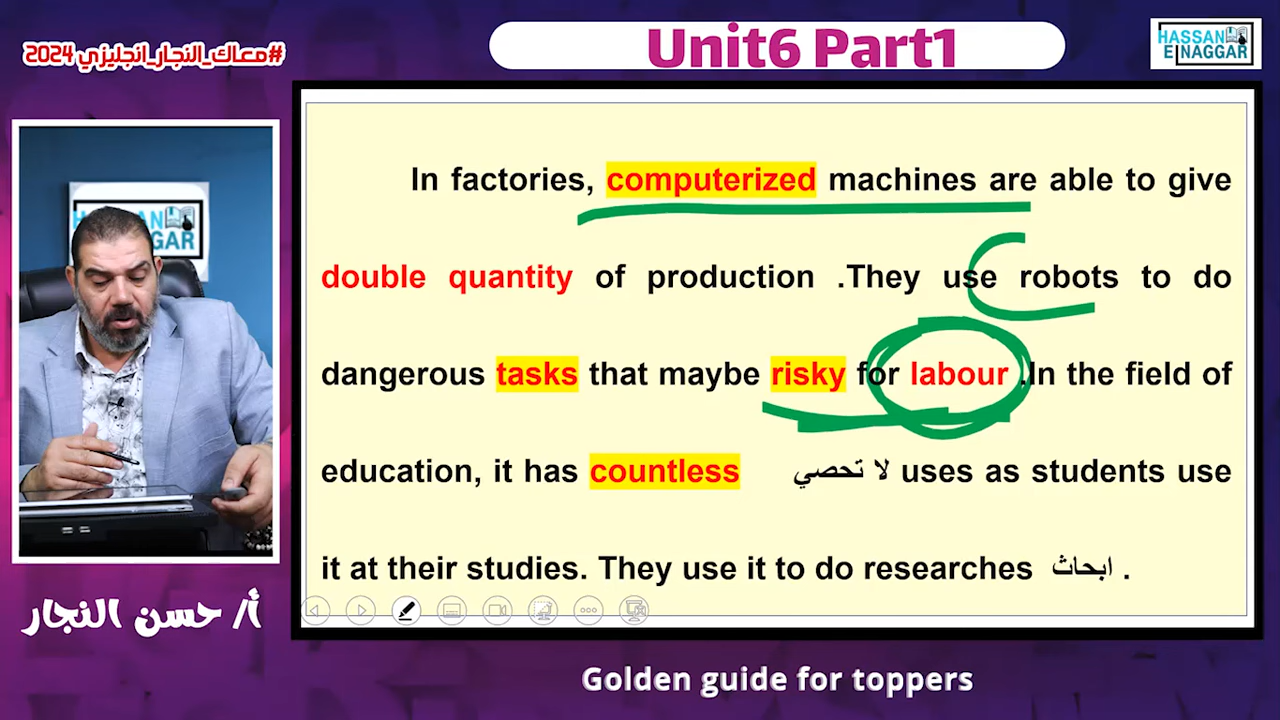 #معاك_النجار_انجليزي 2024
Unit6 Part1
HASSAN
ElNAGGAR
In factories, computerized machines are able to give
double quantity of production .They use robots to do
dangerous tasks that maybe risky for labour .In the field of
education, it has countless لا تحصي uses as students use
it at their studies. They use it to do researches ابحاث .
أ/ حسن النجار
Golden guide for toppers